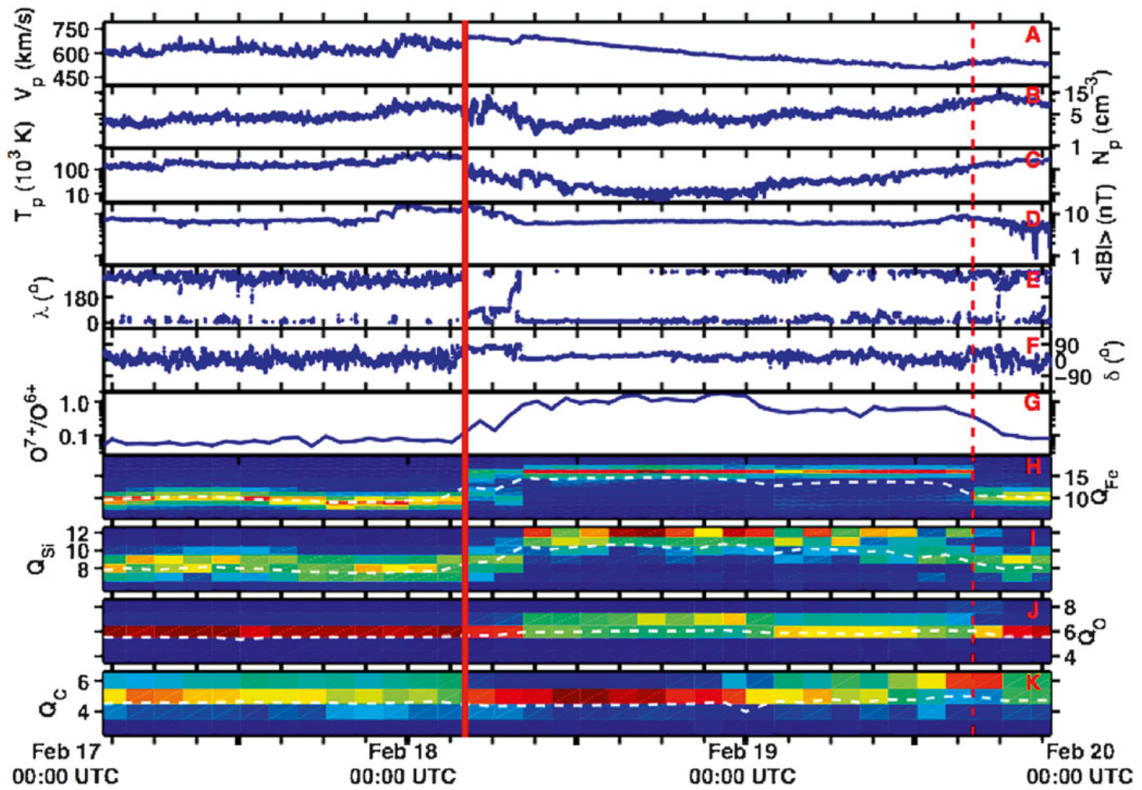 V_p (km/s)
750
600
450
A
B
15
5
1
N_p (cm^-3)
T_p (10^3 K)
100
10
C
D
10
1
<|B|> (nT)
λ (°)
180
0
E
F
90
0
-90
δ (°)
O^7+/O^6+
1.0
0.1
G
H
15
10
Q_Fe
Q_Si
12
10
8
I
J
8
6
4
Q_O
Q_C
6
4
K
Feb 17 Feb 18 Feb 19 Feb 20
00:00 UTC 00:00 UTC 00:00 UTC 00:00 UTC